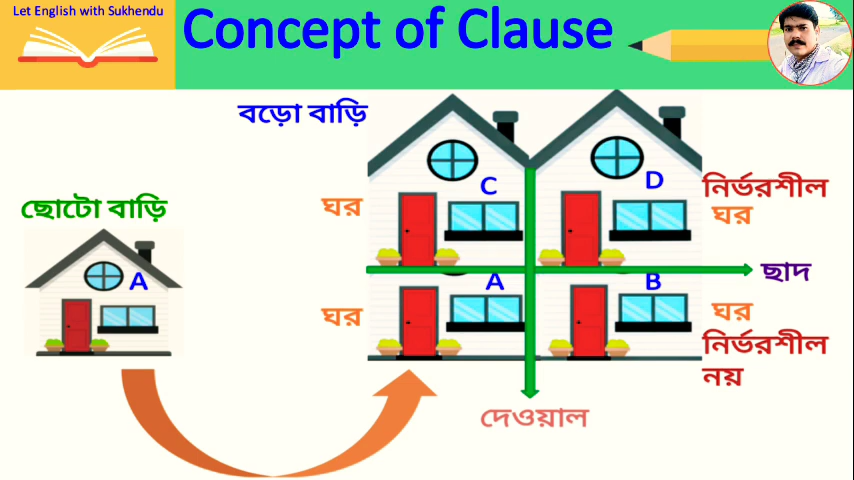 Let English with Sukhendu
Concept of Clause
বড়ো বাড়ি
C
D
নির্ভরশীল
ঘর
ঘর
ছোটো বাড়ি
A
ছাদ
A
B
ঘর
ঘর
নির্ভরশীল
নয়
দেওয়াল